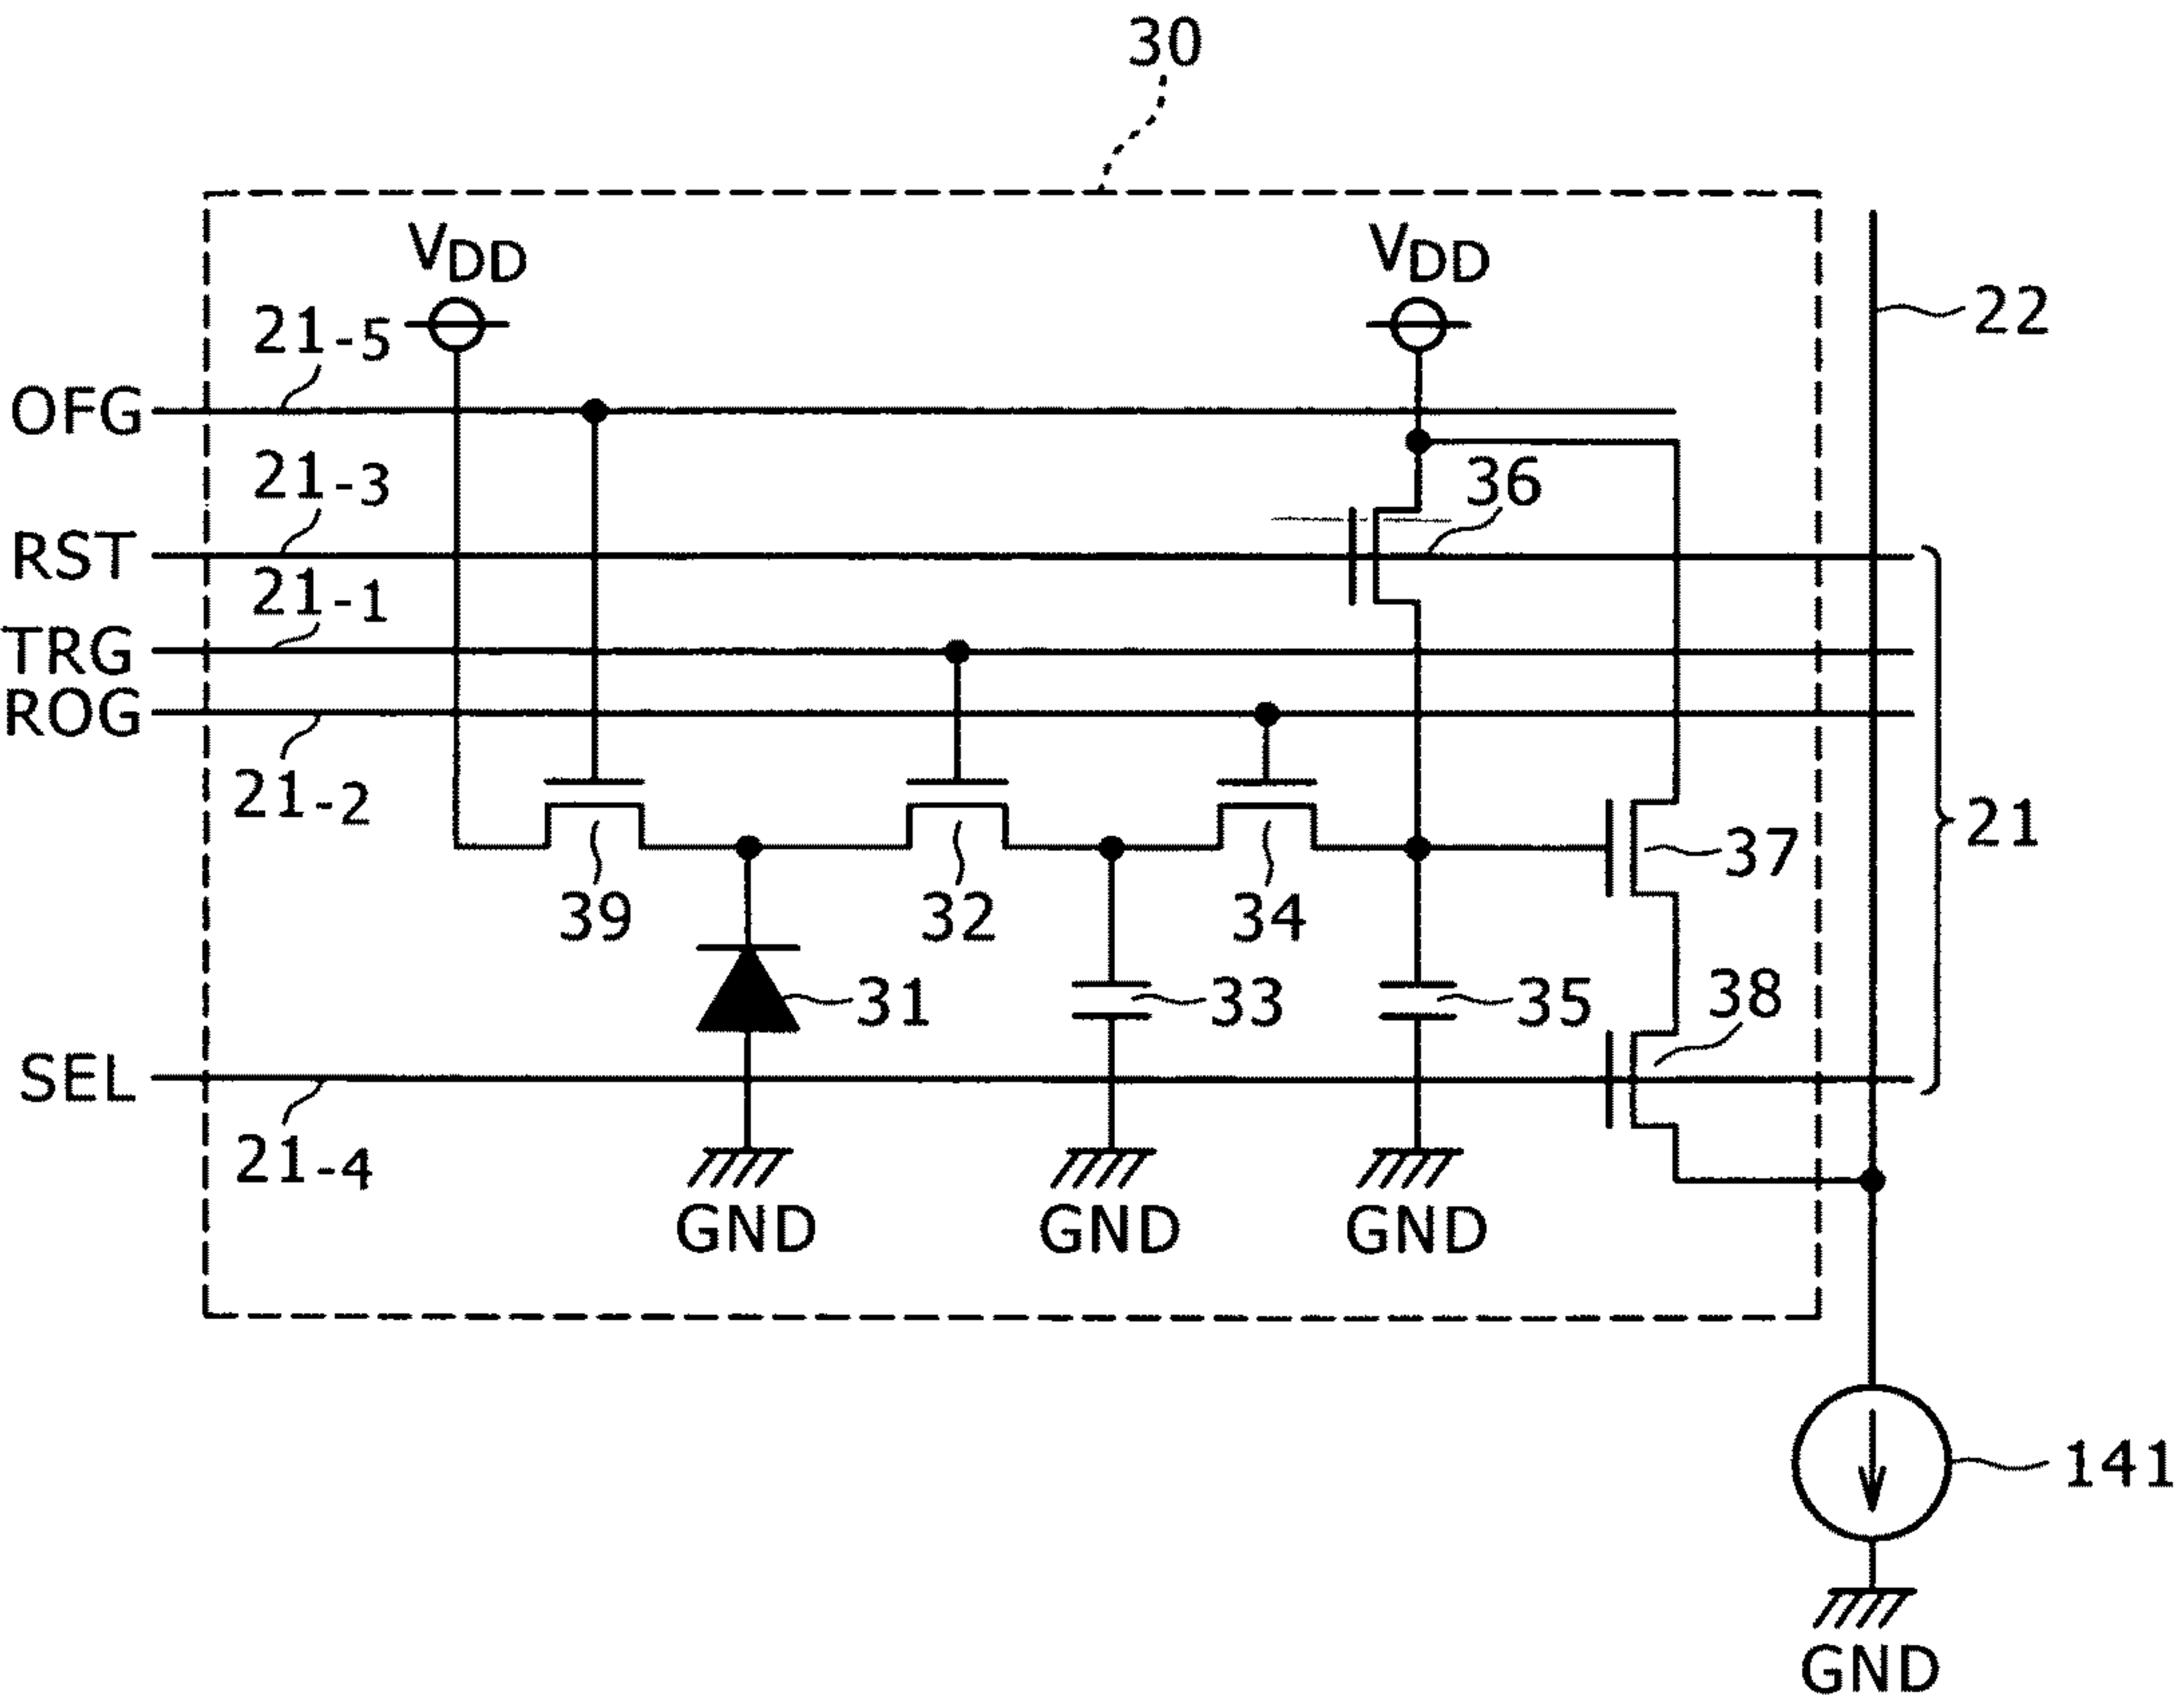 30
VDD VDD
21-5 22
OFG
21-3 36
RST
21-1
TRG
ROG
21-2 21
37
39 32 34
31 33 35 38
SEL
21-4
GND GND GND
141
GND